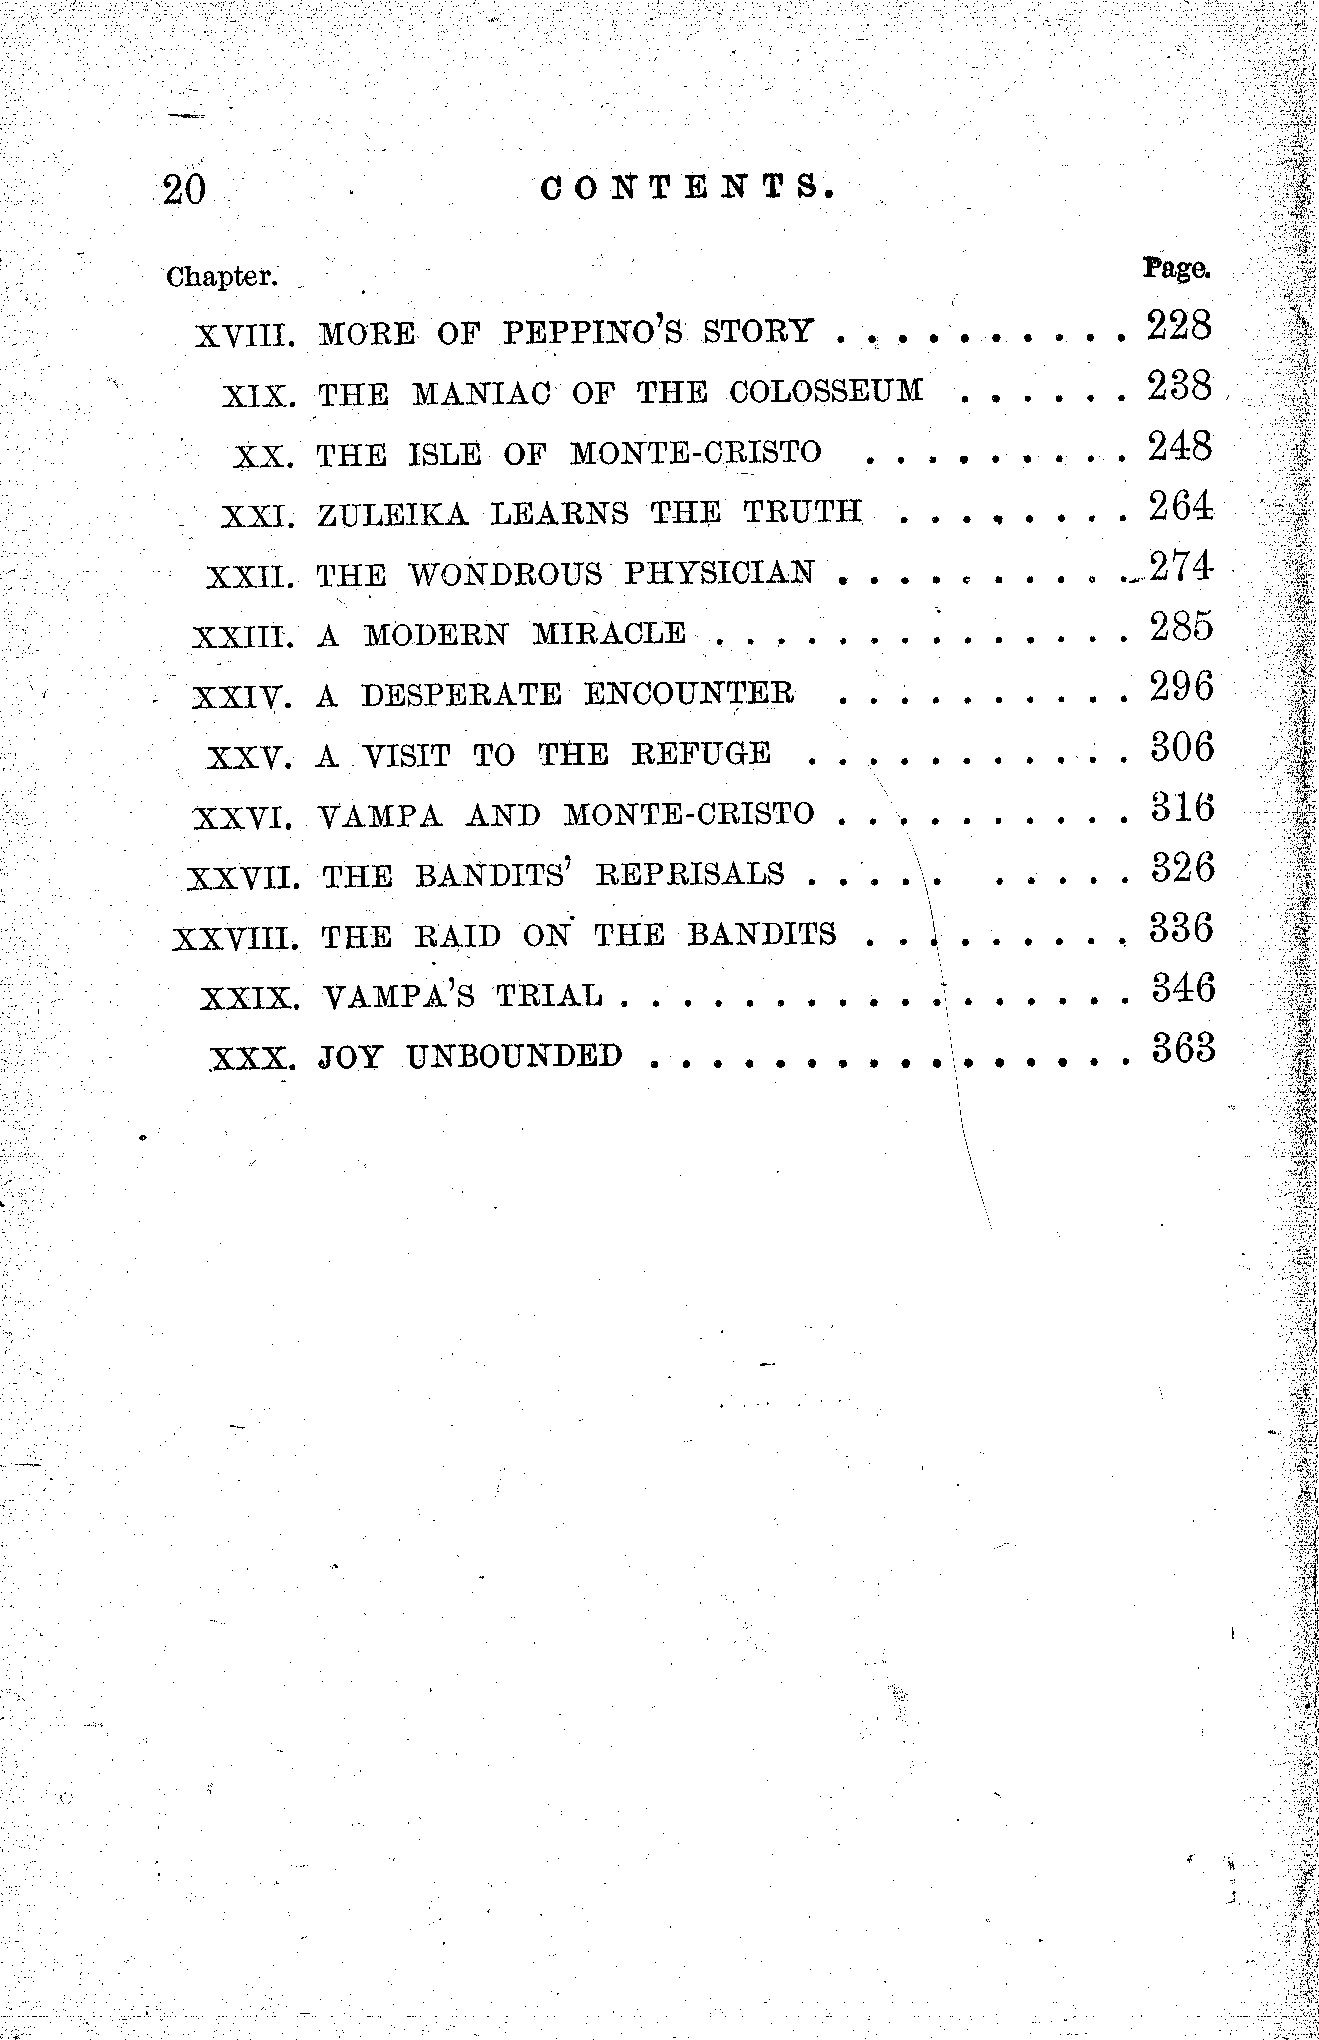 20 CONTENTS.
Chapter. Page.
XVIII. MORE OF PEPPINO'S STORY . . . . . . . . . . 228
XIX. THE MANIAC OF THE COLOSSEUM . . . . . . 238
XX. THE ISLE OF MONTE-CRISTO . . . . . . . . . 248
XXI. ZULEIKA LEARNS THE TRUTH . . . . . . . . 264
XXII. THE WONDROUS PHYSICIAN . . . . . . . . . . 274
XXIII. A MODERN MIRACLE . . . . . . . . . . . . . . 285
XXIV. A DESPERATE ENCOUNTER . . . . . . . . . . 296
XXV. A VISIT TO THE REFUGE . . . . . . . . . . . 306
XXVI. VAMPA AND MONTE-CRISTO . . . . . . . . . . 316
XXVII. THE BANDITS' REPRISALS . . . . . . . . . . 326
XXVIII. THE RAID ON THE BANDITS . . . . . . . . . 336
XXIX. VAMPA'S TRIAL . . . . . . . . . . . . . . . . . 346
XXX. JOY UNBOUNDED . . . . . . . . . . . . . . . . 363